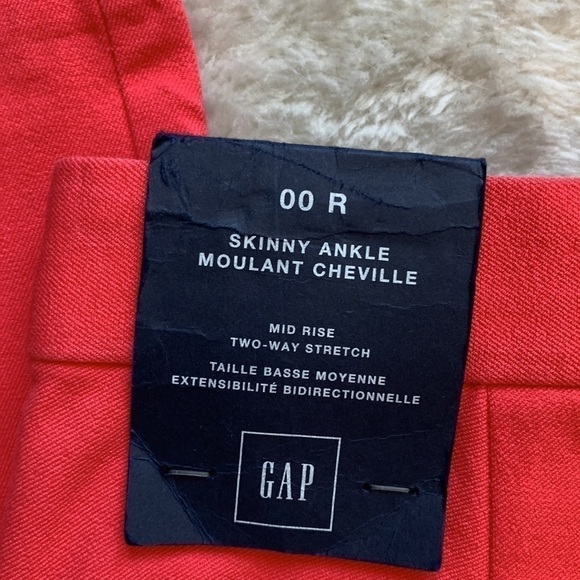 00 R
SKINNY ANKLE
MOULANT CHEVILLE
MID RISE
TWO-WAY STRETCH
TAILLE BASSE MOYENNE
EXTENSIBILITÉ BIDIRECTIONNELLE
GAP